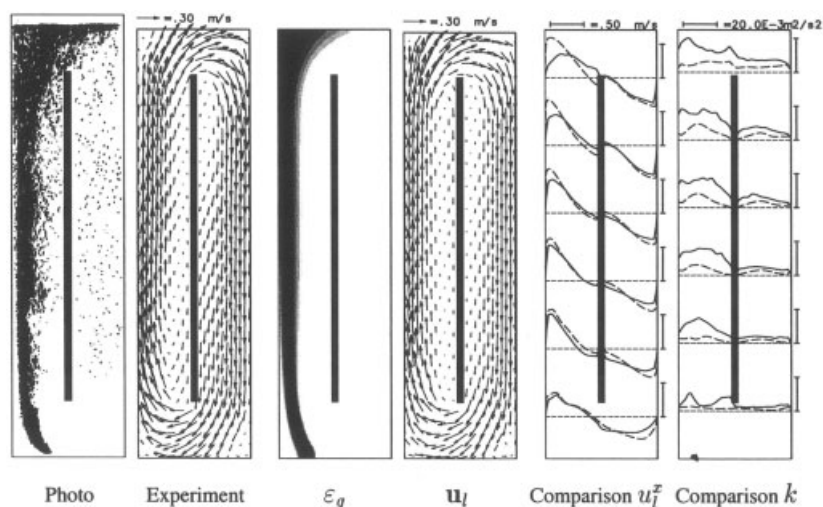 =.30 m/s
=.30 m/s
=.50 m/s
=20.0E-3m2/s2
Photo Experiment ε_g u_l Comparison u_l^x Comparison k